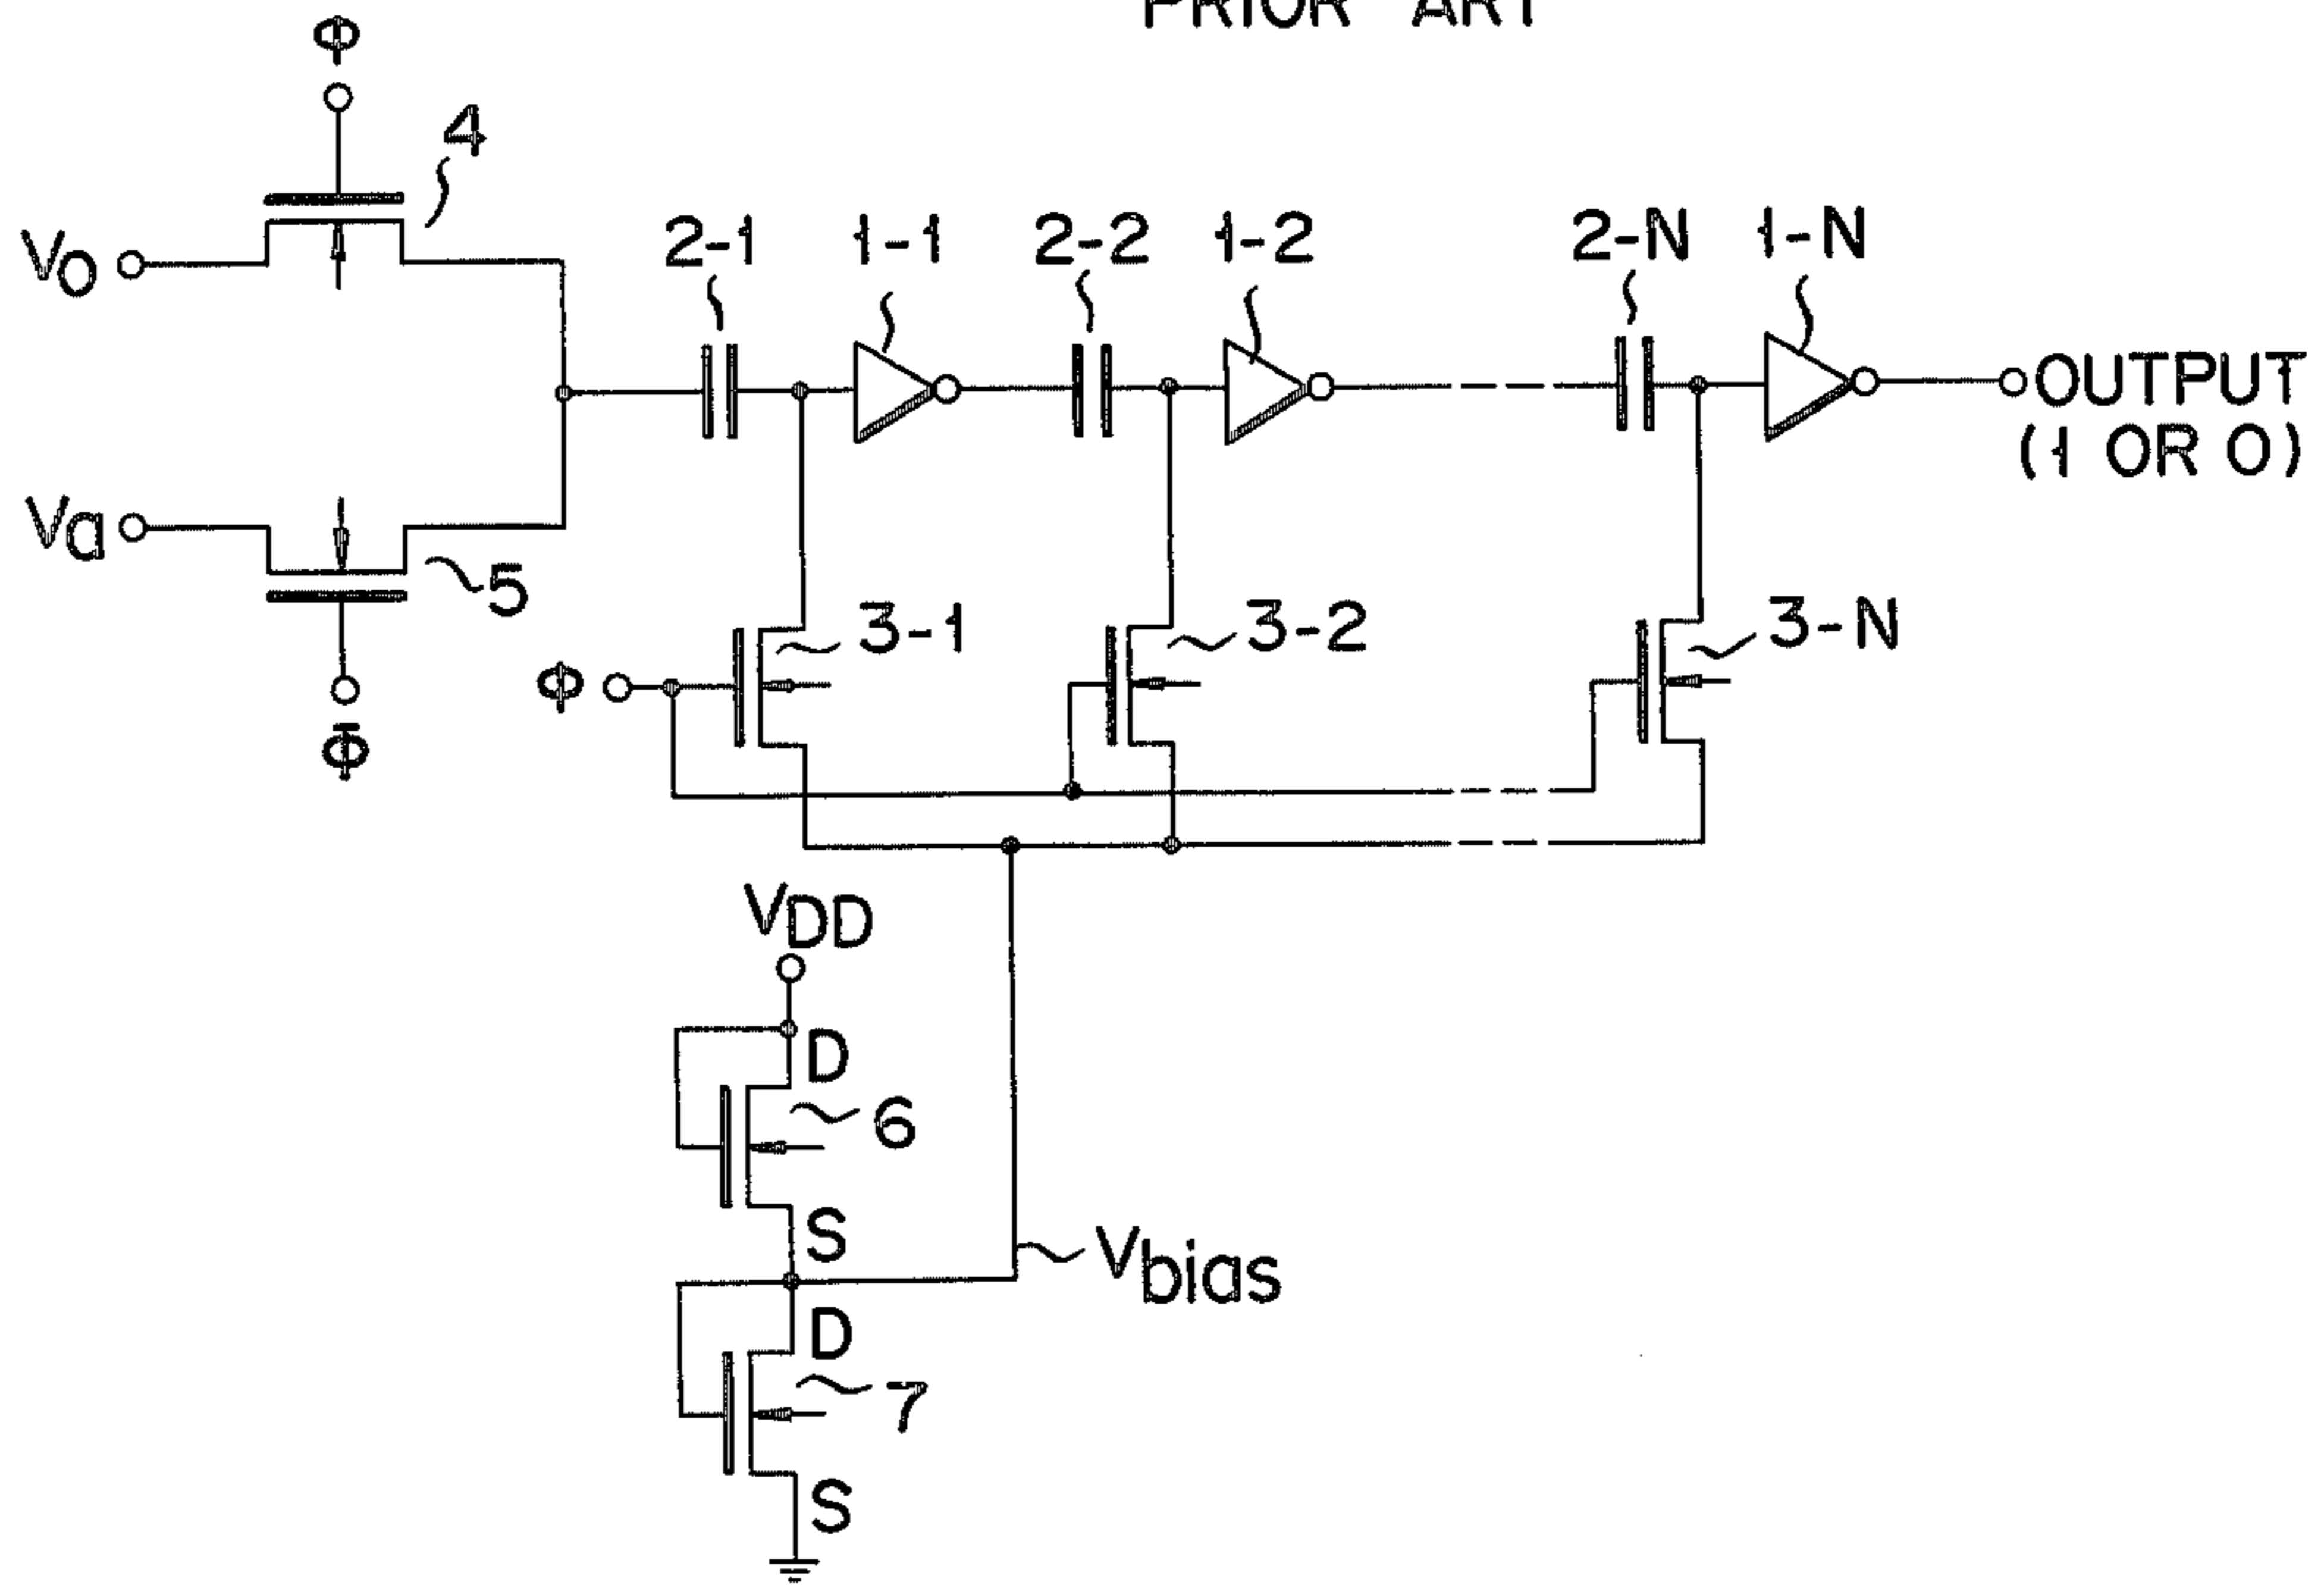 PRIOR ART
Φ
4
Vo
2-1
1-1
2-2
1-2
2-N
1-N
OUTPUT
(1 OR 0)
Va
5
Φ̄
Φ
3-1
3-2
3-N
VDD
D
6
S
Vbias
D
7
S